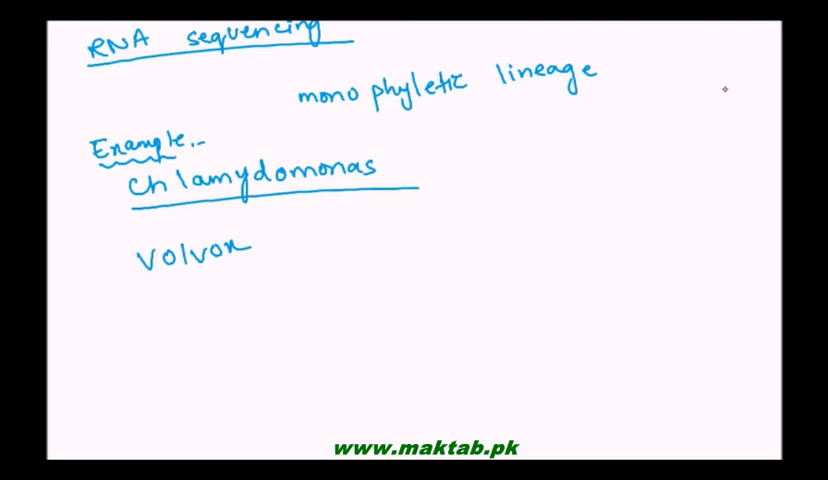 RNA sequencing
mono phyletic lineage
Example.-
Chlamydomonas
Volvox
www.maktab.pk